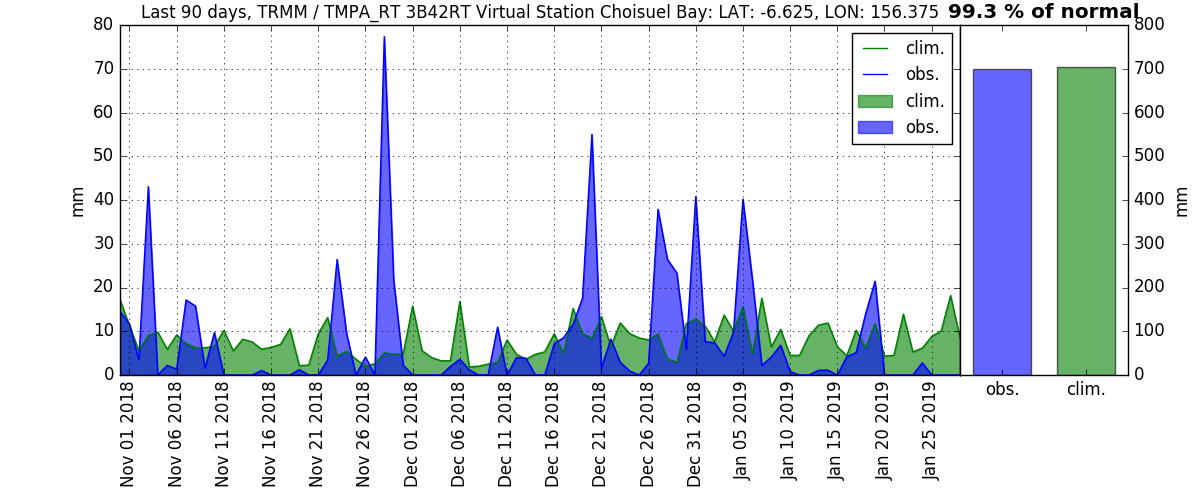 Last 90 days, TRMM / TMPA_RT 3B42RT Virtual Station Choisuel Bay: LAT: -6.625, LON: 156.375 99.3 % of normal
80
70
60
50
40
30
20
10
0
mm
clim.
obs.
clim.
obs.
800
700
600
500
400
300
200
100
0
mm
obs.
clim.
Nov 01 2018
Nov 06 2018
Nov 11 2018
Nov 16 2018
Nov 21 2018
Nov 26 2018
Dec 01 2018
Dec 06 2018
Dec 11 2018
Dec 16 2018
Dec 21 2018
Dec 26 2018
Dec 31 2018
Jan 05 2019
Jan 10 2019
Jan 15 2019
Jan 20 2019
Jan 25 2019